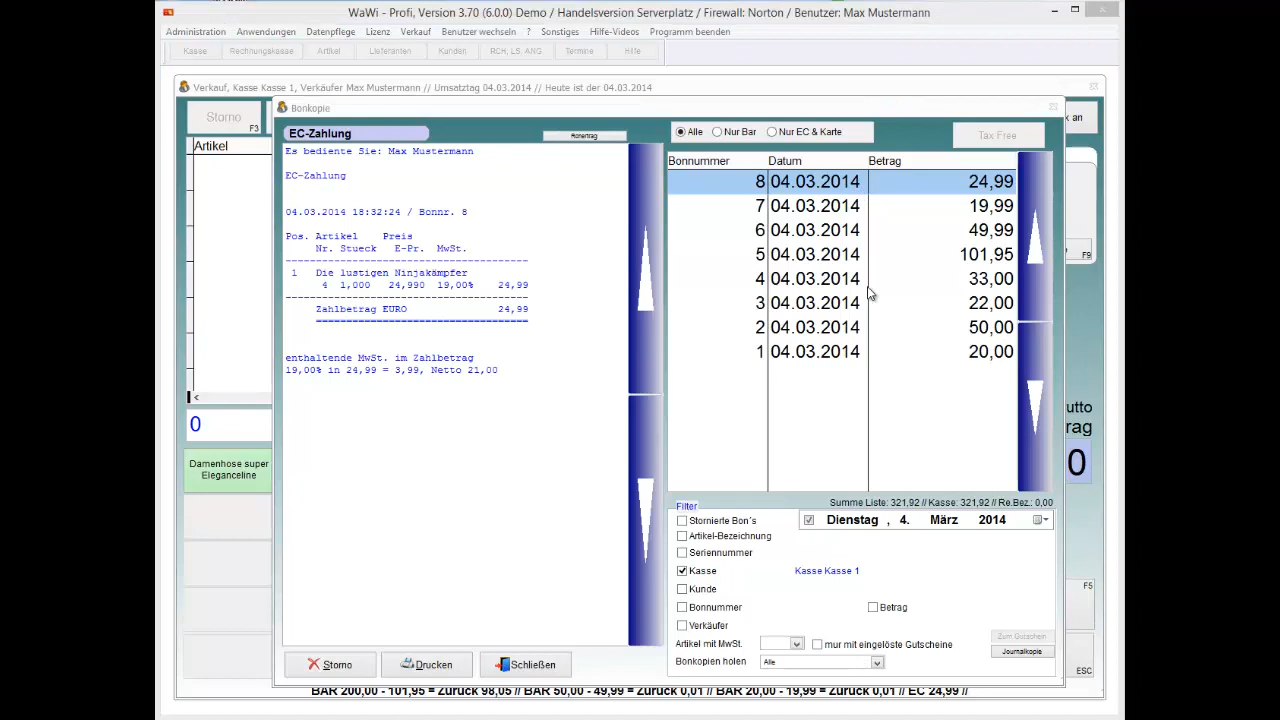 WaWi - Profi, Version 3.70 (6.0.0) Demo / Handelsversion Serverplatz / Firewall: Norton / Benutzer: Max Mustermann
Administration Anwendungen Datenpflege Lizenz Verkauf Benutzer wechseln ? Sonstiges Hilfe-Videos Programm beenden
Kasse Rechnungskasse Artikel Lieferanten Kunden RCH, LS, ANG Termine Hilfe
Verkauf, Kasse Kasse 1, Verkäufer Max Mustermann // Umsatztag 04.03.2014 // Heute ist der 04.03.2014
Storno F3
Artikel
<
0
Damenhose super
Eleganceline
Bonkopie
EC-Zahlung
Rohertrag
Es bediente Sie: Max Mustermann
EC-Zahlung
04.03.2014 18:32:24 / Bonnr. 8
Pos. Artikel Preis
Nr. Stueck E-Pr. MwSt.
----------------------------------------
1 Die lustigen Ninjakämpfer
4 1,000 24,990 19,00% 24,99
----------------------------------------
Zahlbetrag EURO 24,99
===================================
enthaltende MwSt. im Zahlbetrag
19,00% in 24,99 = 3,99, Netto 21,00
Storno Drucken Schließen
Alle Nur Bar Nur EC & Karte
Tax Free
Bonnummer Datum Betrag
8 04.03.2014 24,99
7 04.03.2014 19,99
6 04.03.2014 49,99
5 04.03.2014 101,95
4 04.03.2014 33,00
3 04.03.2014 22,00
2 04.03.2014 50,00
1 04.03.2014 20,00
Summe Liste: 321,92 // Kasse: 321,92 // Re.Bez.: 0,00
Filter
Stornierte Bon´s
Dienstag , 4. März 2014
Artikel-Bezeichnung
Seriennummer
Kasse Kasse Kasse 1
Kunde
Bonnummer Betrag
Verkäufer
Artikel mit MwSt. nur mit eingelöste Gutscheine
Bonkopien holen Alle
Zum Gutschein
Journalkopie
x an
F9
utto
rag
0
F5
ESC
BAR 200,00 - 101,95 = Zurück 98,05 // BAR 50,00 - 49,99 = Zurück 0,01 // BAR 20,00 - 19,99 = Zurück 0,01 // EC 24,99 //